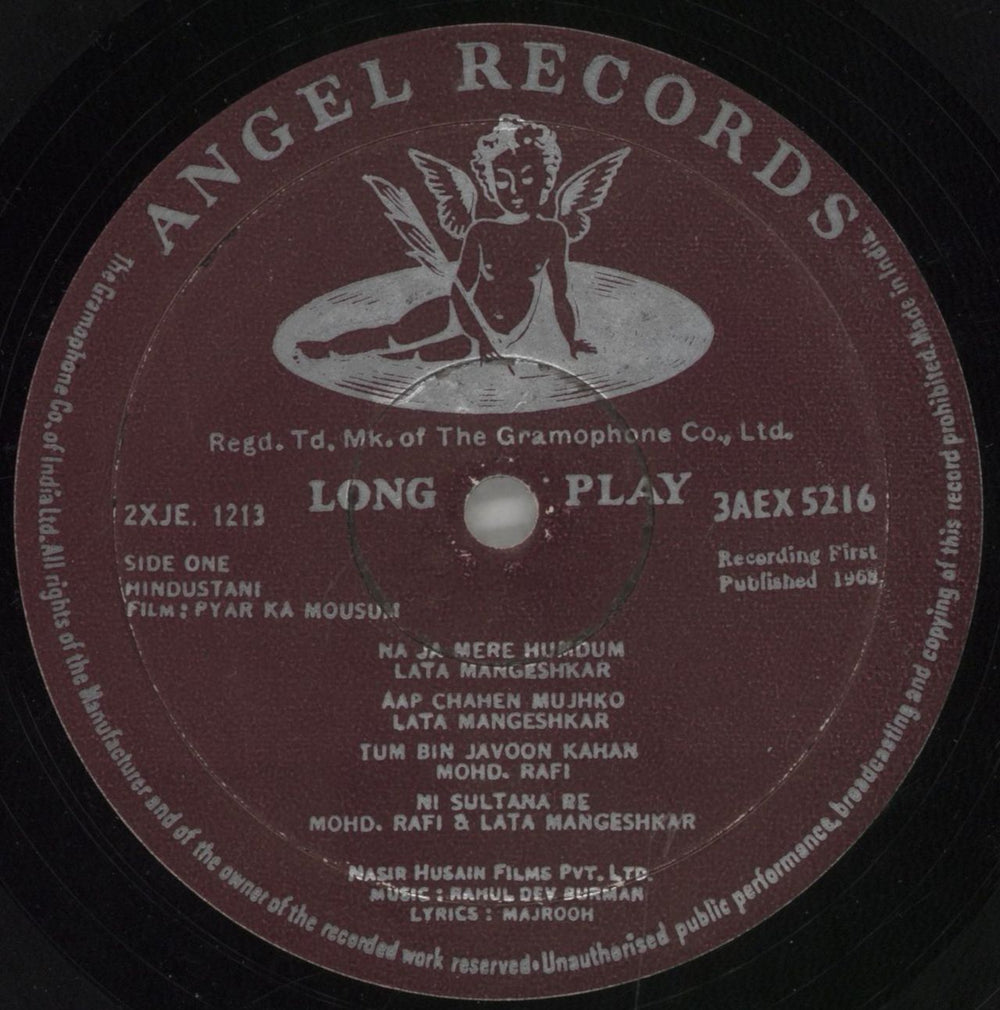 ANGEL RECORDS
Regd. Td. Mk. of The Gramophone Co., Ltd.
LONG PLAY
2XJE. 1213
3AEX 5216
SIDE ONE
HINDUSTANI
FILM : PYAR KA MOUSUM
Recording First
Published 1968.
NA JA MERE HUMDUM
LATA MANGESHKAR
AAP CHAHEN MUJHKO
LATA MANGESHKAR
TUM BIN JAVOON KAHAN
MOHD. RAFI
NI SULTANA RE
MOHD. RAFI & LATA MANGESHKAR
NASIR HUSAIN FILMS PVT. LTD.
MUSIC : RAHUL DEV BURMAN
LYRICS : MAJROOH
The Gramophone Co. of India Ltd. All rights of the Manufacturer and of the owner of the recorded work reserved • Unauthorised public performance, broadcasting and copying of this record prohibited. Made in India.